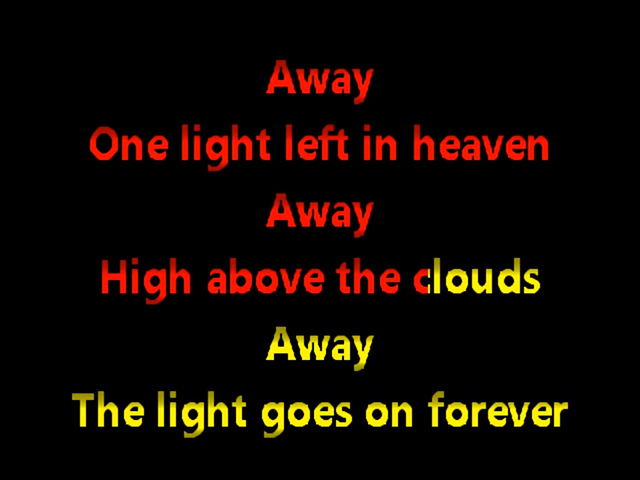 Away
One light left in heaven
Away
High above the clouds
Away
The light goes on forever